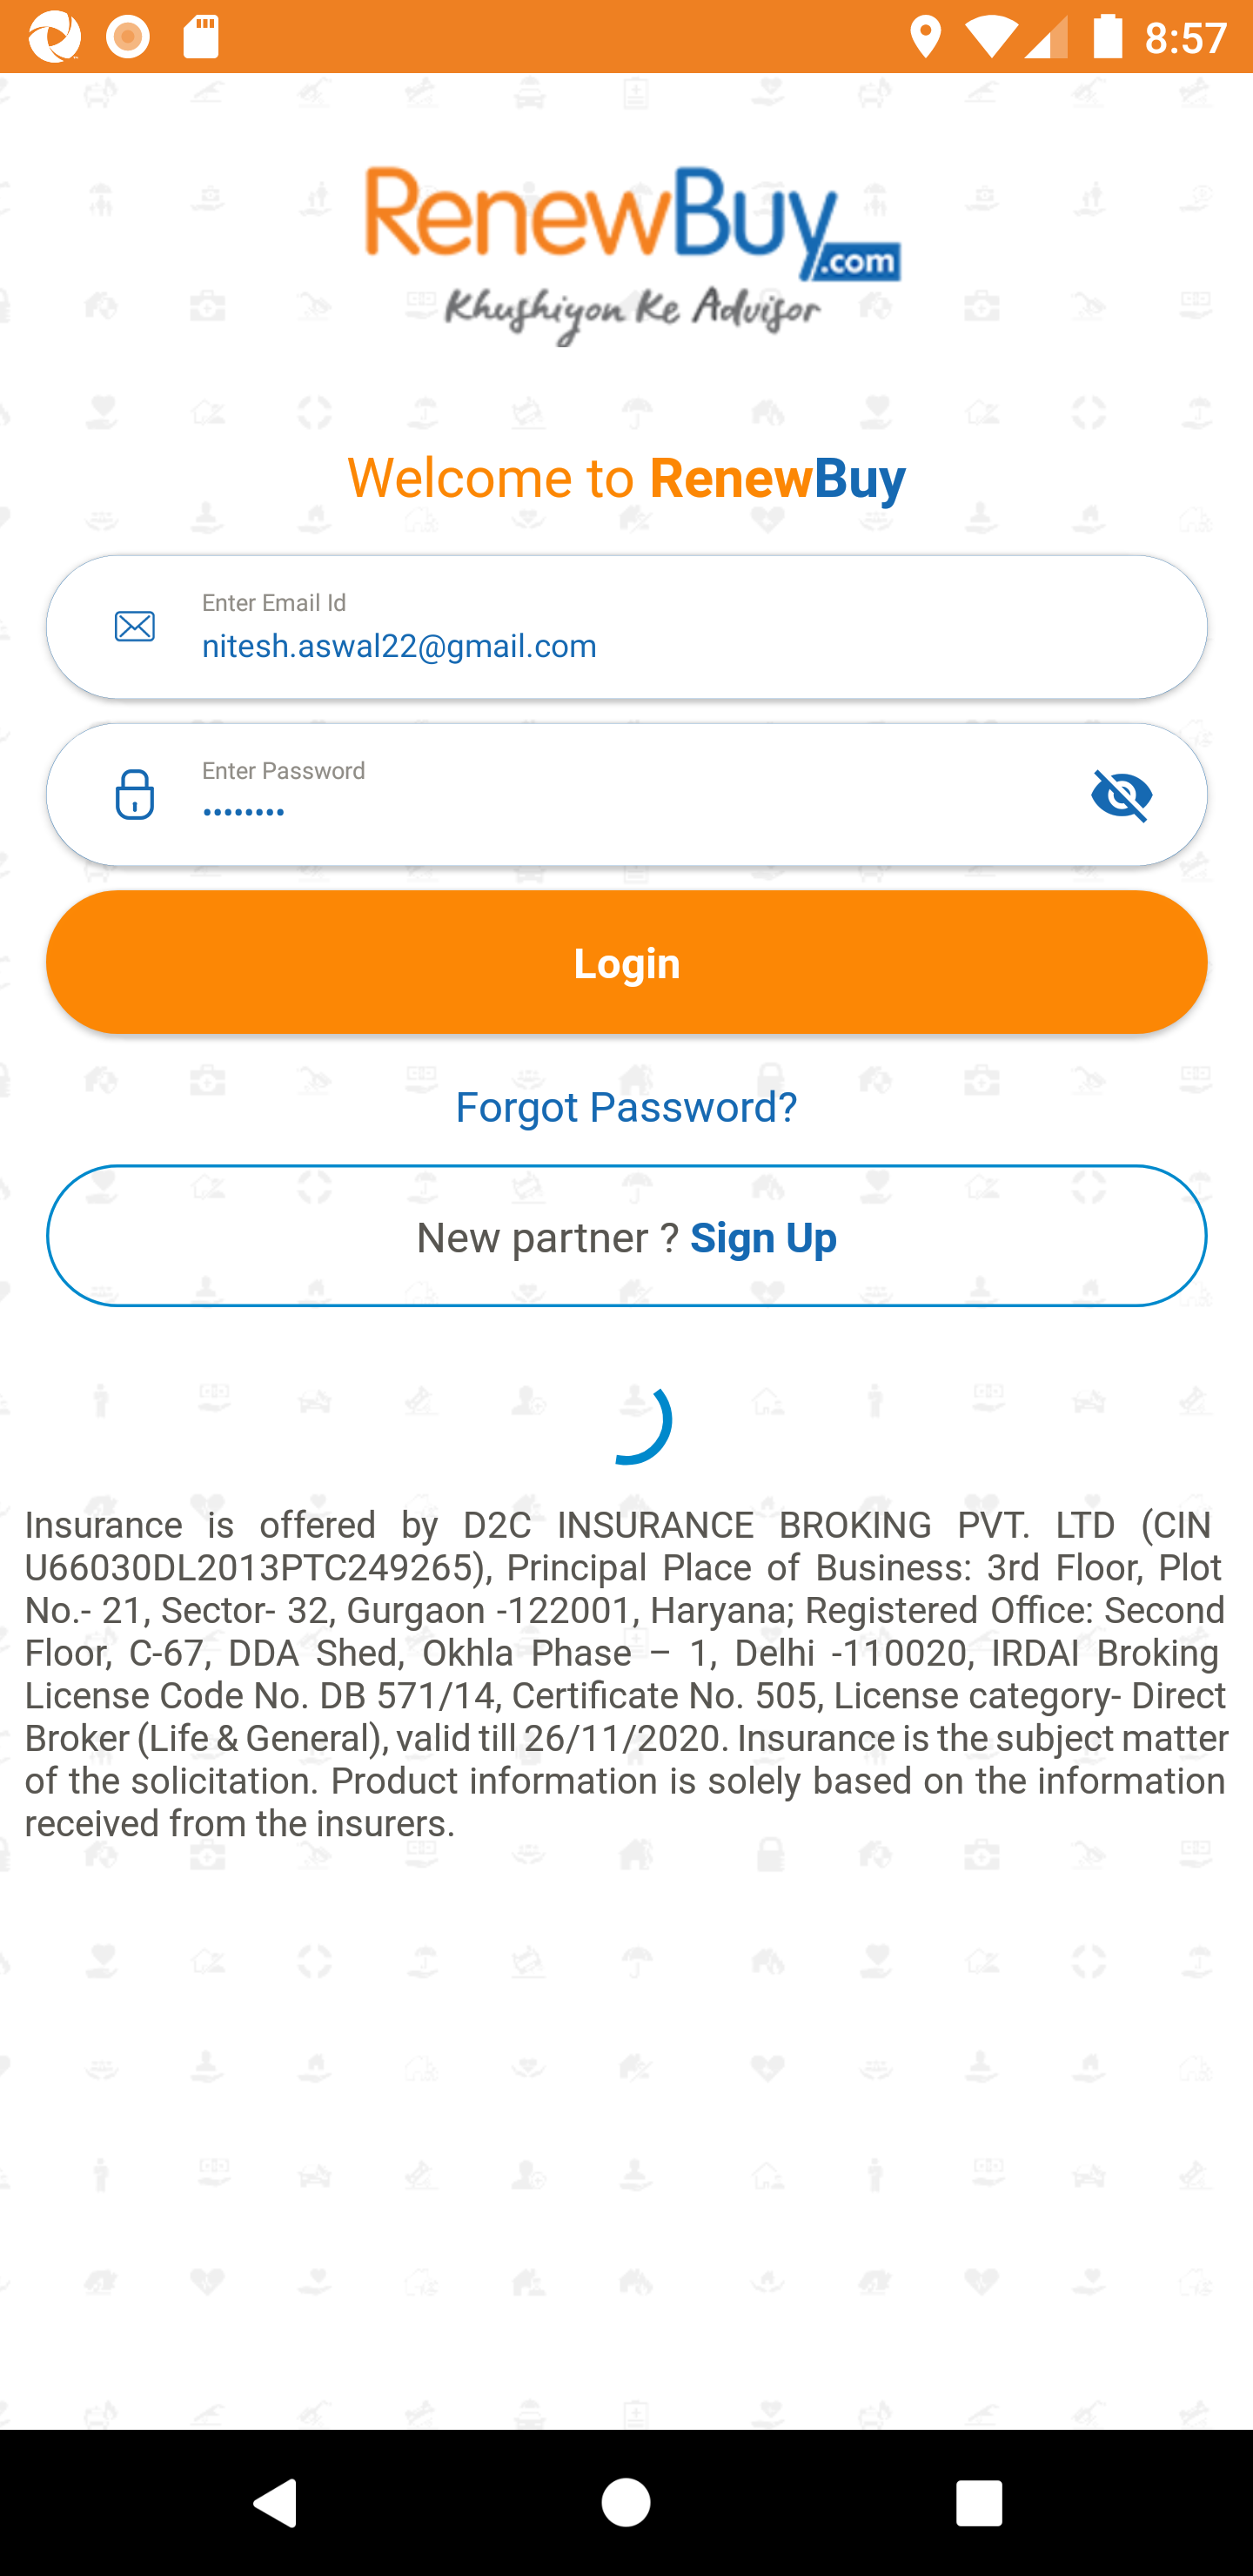 8:57
RenewBuy
.com
Khushiyon Ke Advisor
Welcome to RenewBuy
Enter Email Id
nitesh.aswal22@gmail.com
Enter Password
••••••••
Login
Forgot Password?
New partner ? Sign Up
Insurance is offered by D2C INSURANCE BROKING PVT. LTD (CIN
U66030DL2013PTC249265), Principal Place of Business: 3rd Floor, Plot
No.- 21, Sector- 32, Gurgaon -122001, Haryana; Registered Office: Second
Floor, C-67, DDA Shed, Okhla Phase – 1, Delhi -110020, IRDAI Broking
License Code No. DB 571/14, Certificate No. 505, License category- Direct
Broker (Life & General), valid till 26/11/2020. Insurance is the subject matter
of the solicitation. Product information is solely based on the information
received from the insurers.